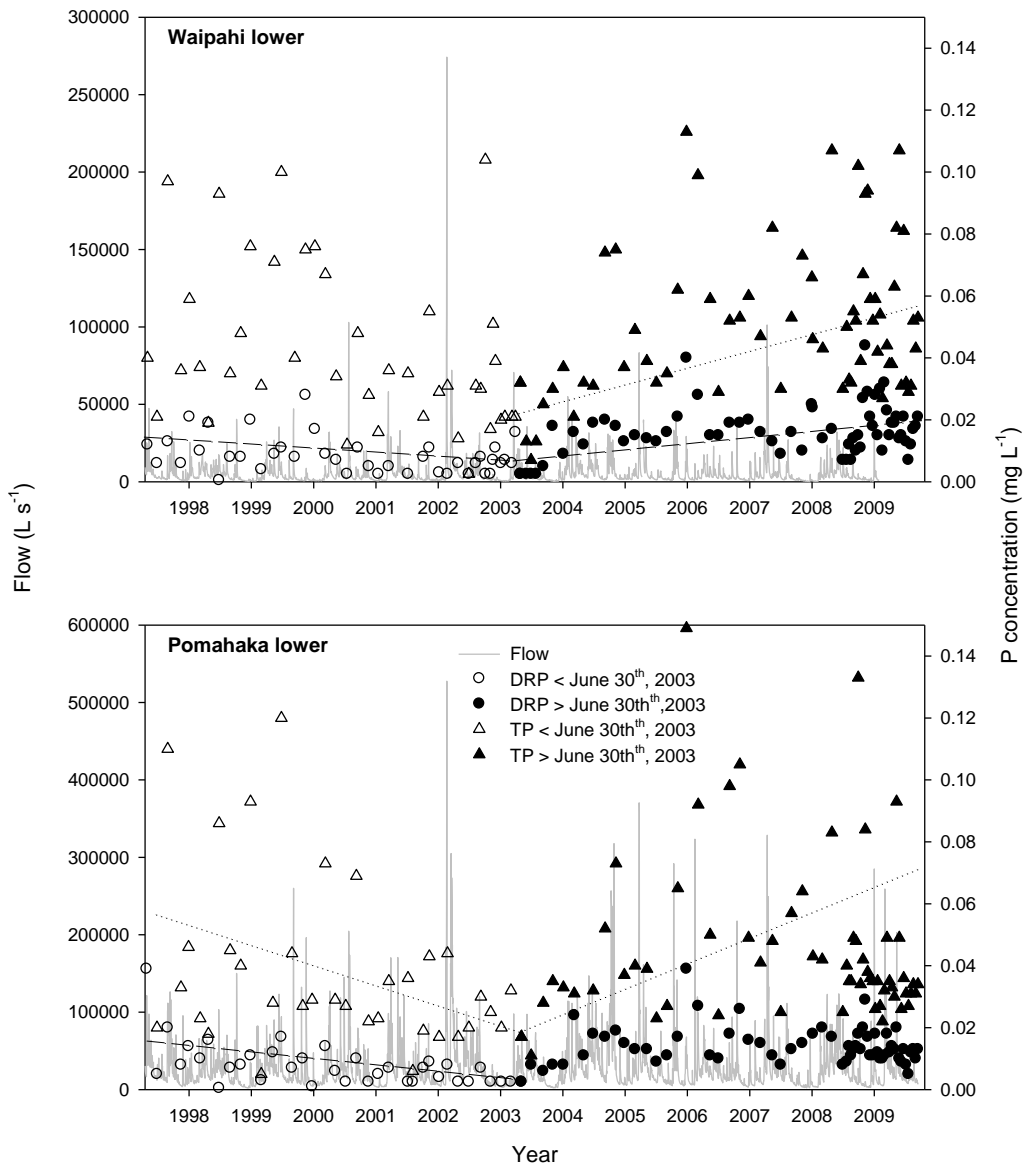 Waipahi lower
300000
250000
200000
150000
100000
50000
0
0.14
0.12
0.10
0.08
0.06
0.04
0.02
0.00
1998 1999 2000 2001 2002 2003 2004 2005 2006 2007 2008 2009
Flow (L s-1)
P concentration (mg L-1)
Pomahaka lower
600000
500000
400000
300000
200000
100000
0
Flow
DRP < June 30th, 2003
DRP > June 30thth,2003
TP < June 30thth, 2003
TP > June 30thth, 2003
0.14
0.12
0.10
0.08
0.06
0.04
0.02
0.00
1998 1999 2000 2001 2002 2003 2004 2005 2006 2007 2008 2009
Year